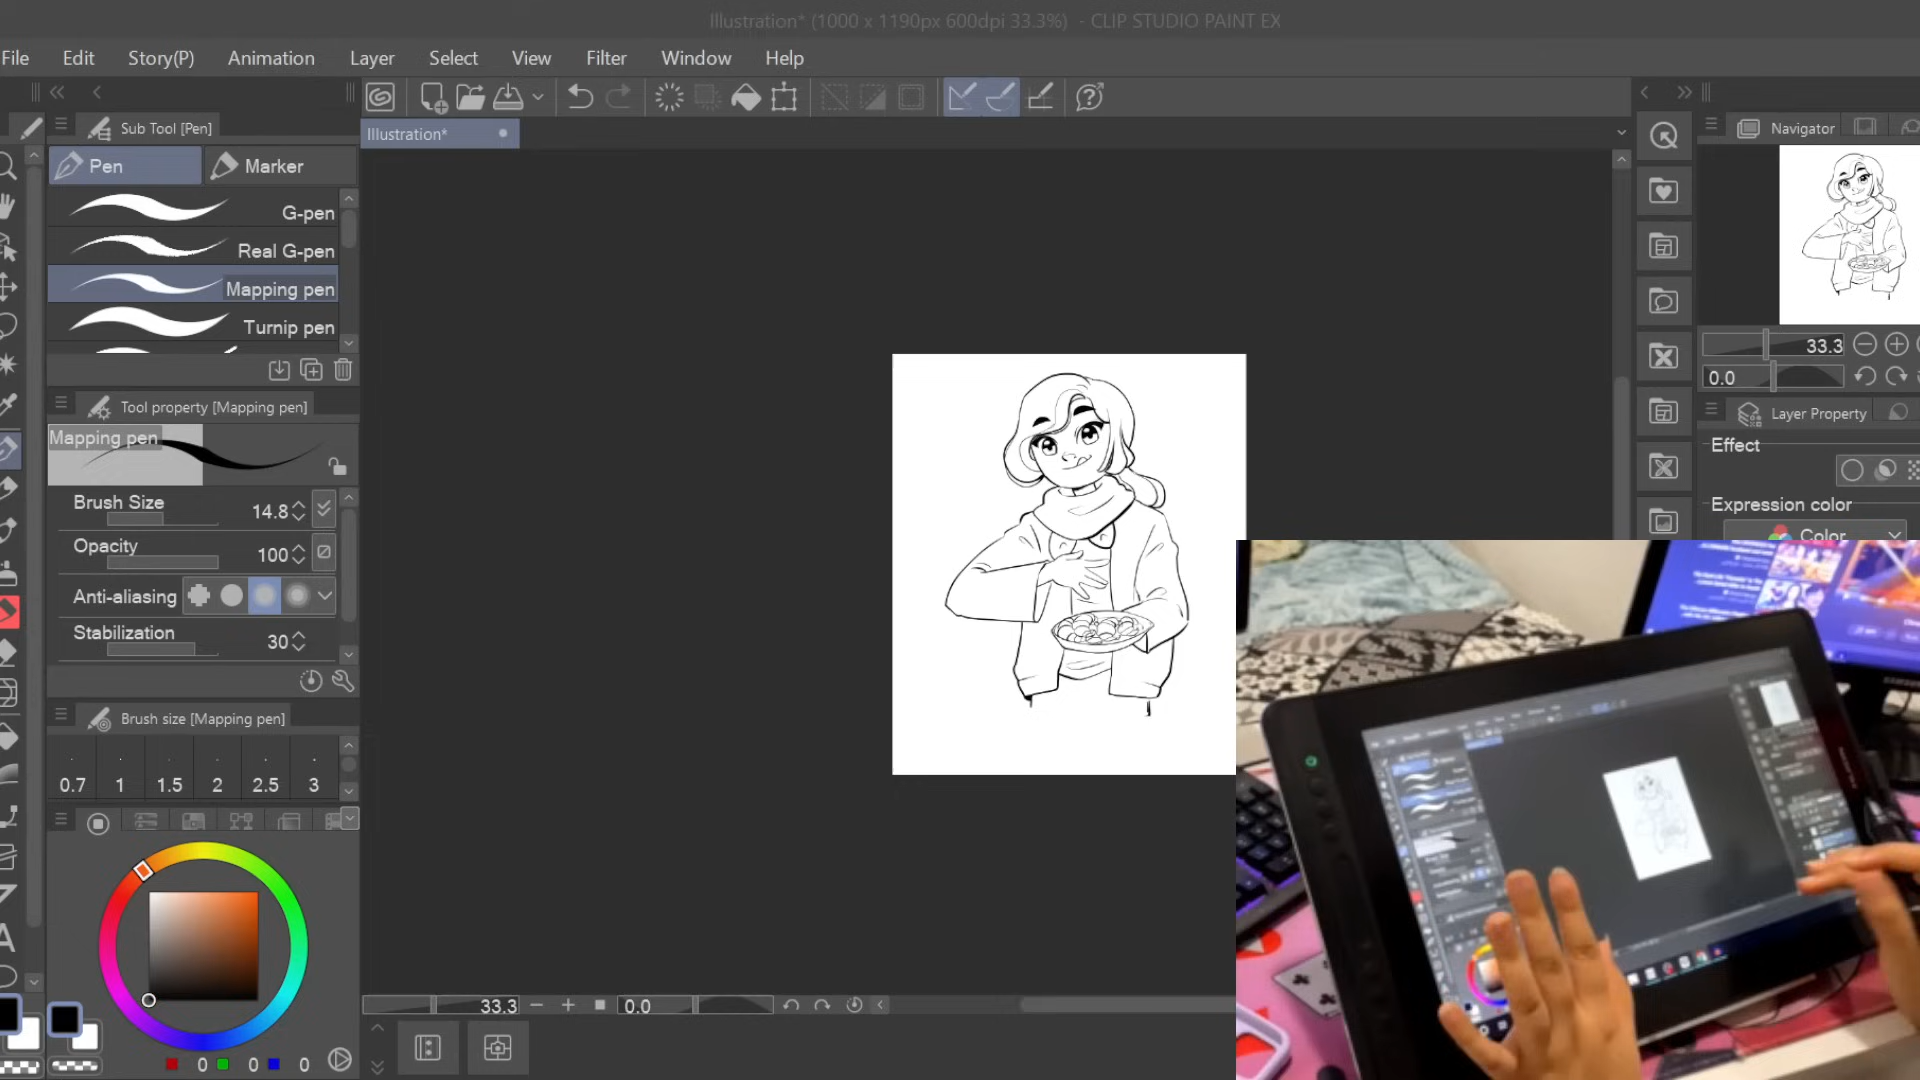 Illustration* (1000 x 1190px 600dpi 33.3%) - CLIP STUDIO PAINT EX
File Edit Story(P) Animation Layer Select View Filter Window Help
Sub Tool [Pen]
Illustration*
Navigator
Pen Marker
G-pen
Real G-pen
Mapping pen
Turnip pen
33.3
0.0
Tool property [Mapping pen]
Layer Property
Mapping pen
Effect
Brush Size 14.8
Expression color
Color
Opacity 100
Anti-aliasing
Stabilization 30
Brush size [Mapping pen]
0.7 1 1.5 2 2.5 3
33.3 0.0
0 0 0